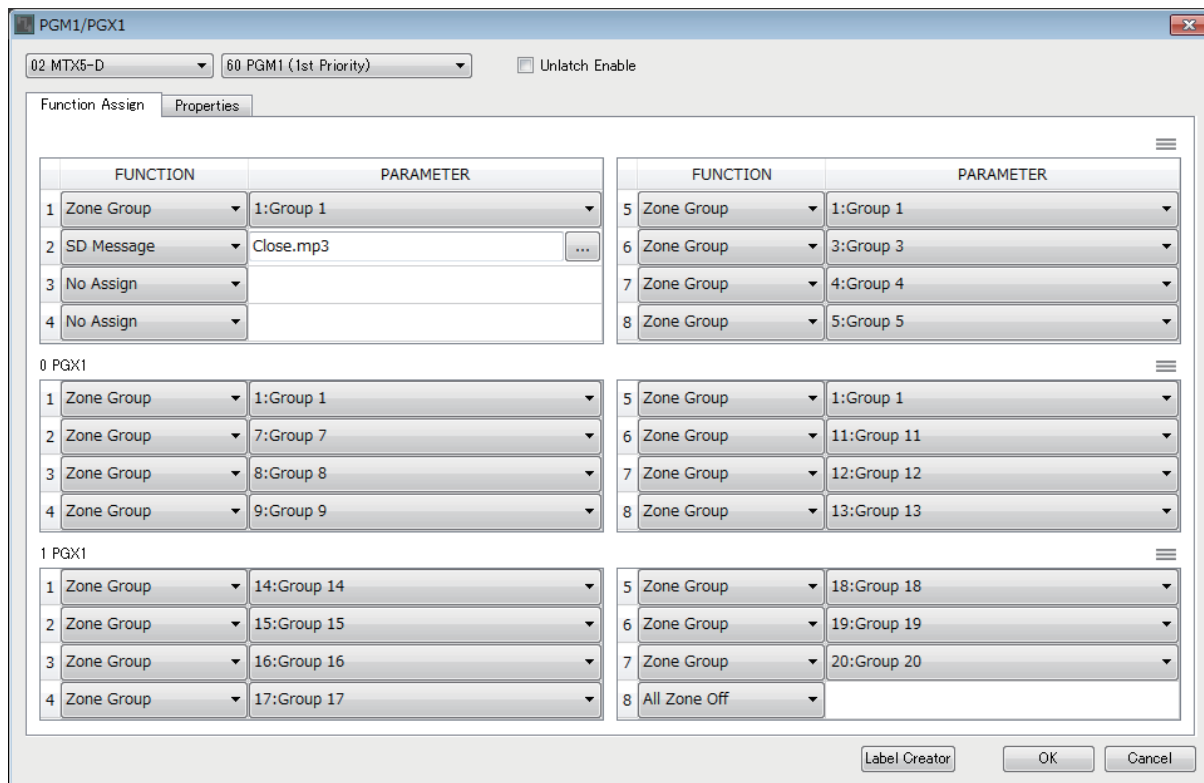 PGM1/PGX1
02 MTX5-D 60 PGM1 (1st Priority) Unlatch Enable
Function Assign Properties
FUNCTION PARAMETER FUNCTION PARAMETER
1 Zone Group 1:Group 1 5 Zone Group 1:Group 1
2 SD Message Close.mp3 ... 6 Zone Group 3:Group 3
3 No Assign 7 Zone Group 4:Group 4
4 No Assign 8 Zone Group 5:Group 5
0 PGX1
1 Zone Group 1:Group 1 5 Zone Group 1:Group 1
2 Zone Group 7:Group 7 6 Zone Group 11:Group 11
3 Zone Group 8:Group 8 7 Zone Group 12:Group 12
4 Zone Group 9:Group 9 8 Zone Group 13:Group 13
1 PGX1
1 Zone Group 14:Group 14 5 Zone Group 18:Group 18
2 Zone Group 15:Group 15 6 Zone Group 19:Group 19
3 Zone Group 16:Group 16 7 Zone Group 20:Group 20
4 Zone Group 17:Group 17 8 All Zone Off
Label Creator OK Cancel